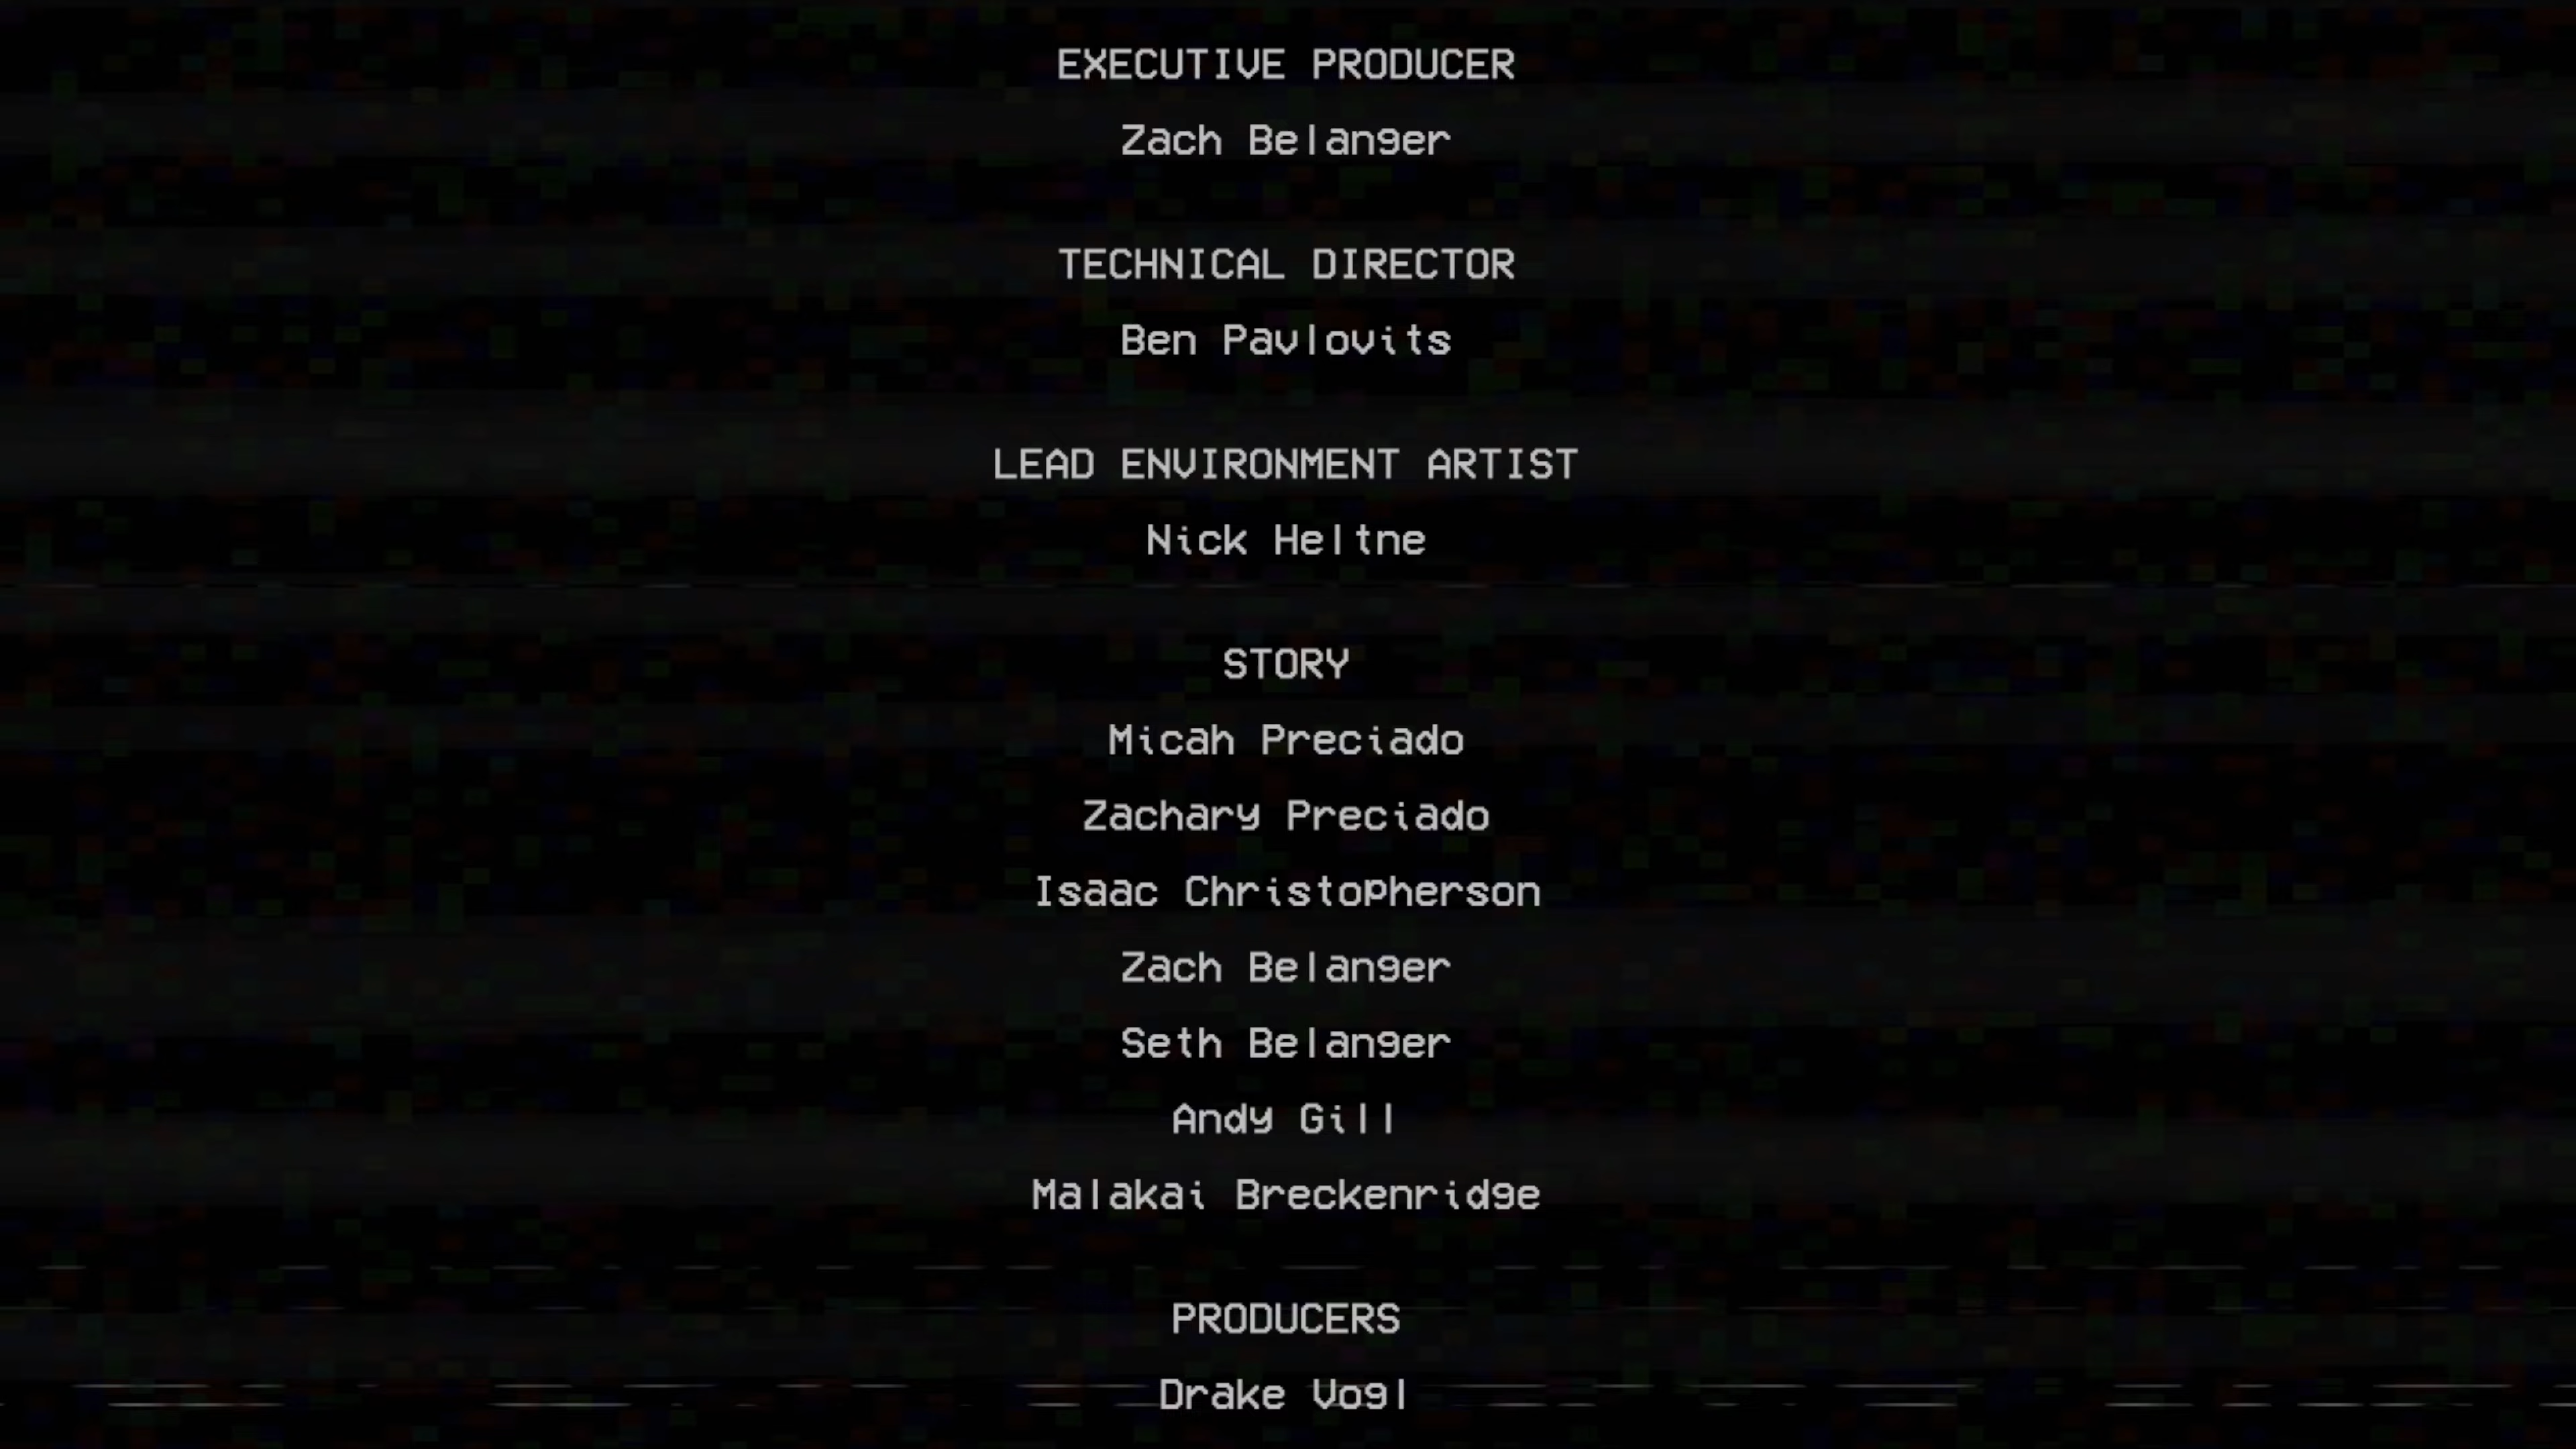 EXECUTIVE PRODUCER
Zach Belanger
TECHNICAL DIRECTOR
Ben Pavlovits
LEAD ENVIRONMENT ARTIST
Nick Heltne
STORY
Micah Preciado
Zachary Preciado
Isaac Christopherson
Zach Belanger
Seth Belanger
Andy Gill
Malakai Breckenridge
PRODUCERS
Drake Vogl